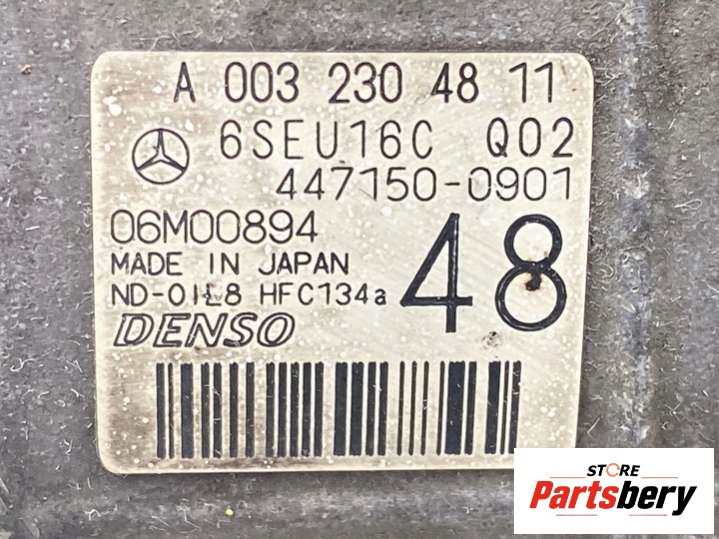 A 003 230 48 11
6SEU16C Q02
447150-0901
06M00894
MADE IN JAPAN
ND-OIL8 HFC134a
48
DENSO
STORE
Partsbery